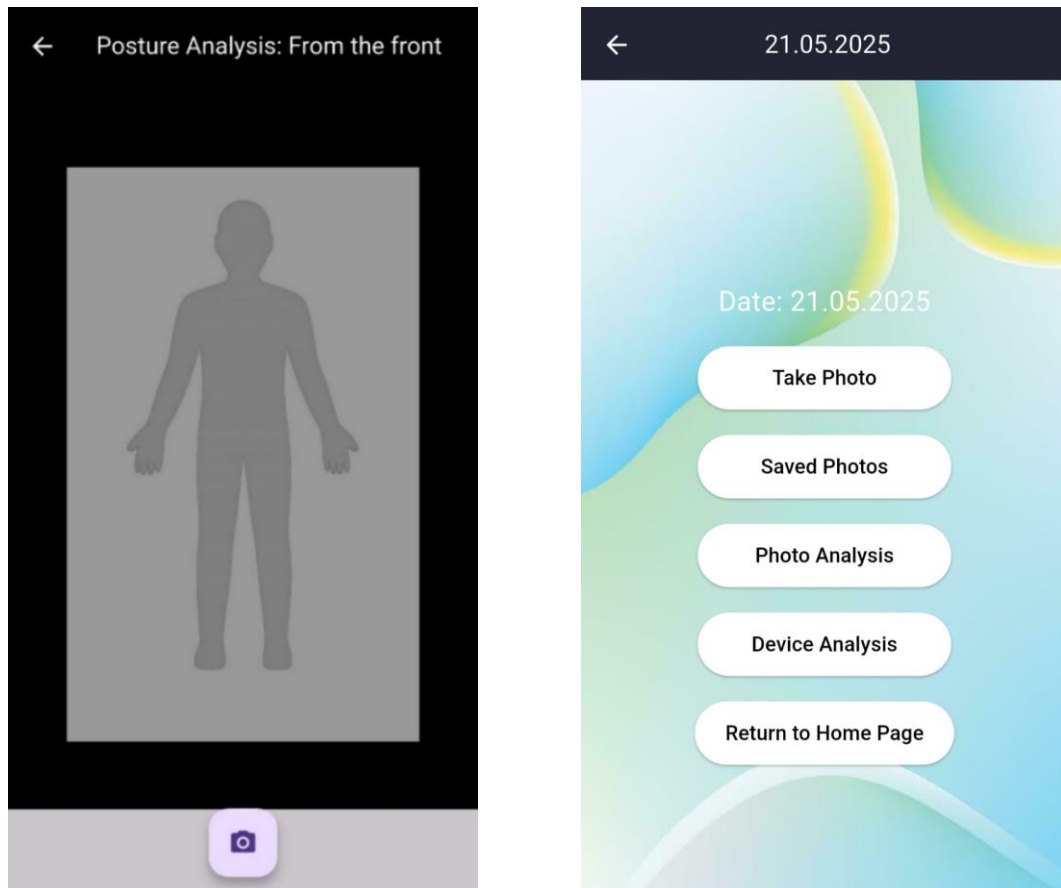 Posture Analysis: From the front
21.05.2025
Date: 21.05.2025
Take Photo
Saved Photos
Photo Analysis
Device Analysis
Return to Home Page